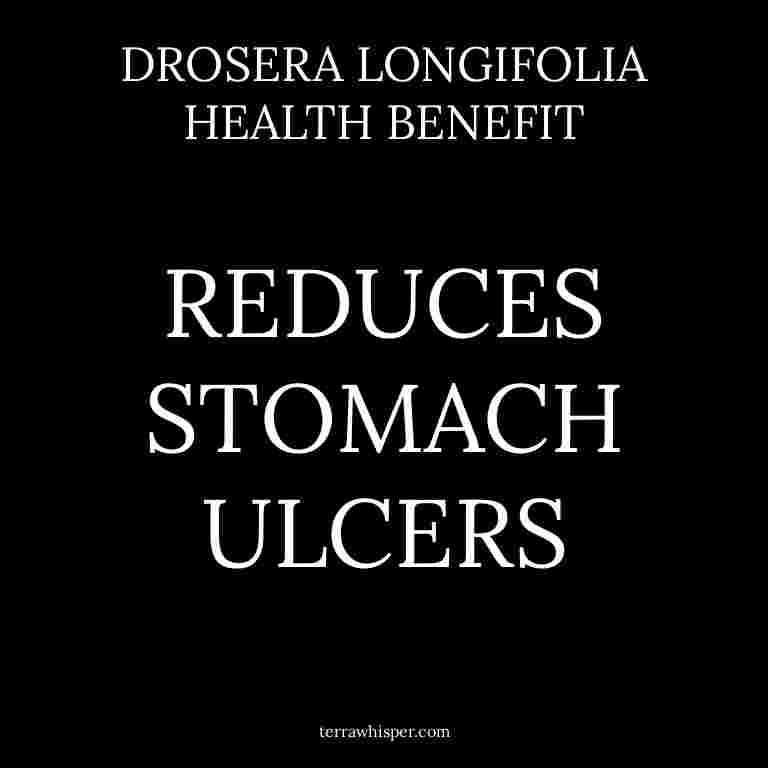 DROSERA LONGIFOLIA
HEALTH BENEFIT
REDUCES
STOMACH
ULCERS
terrawhisper.com